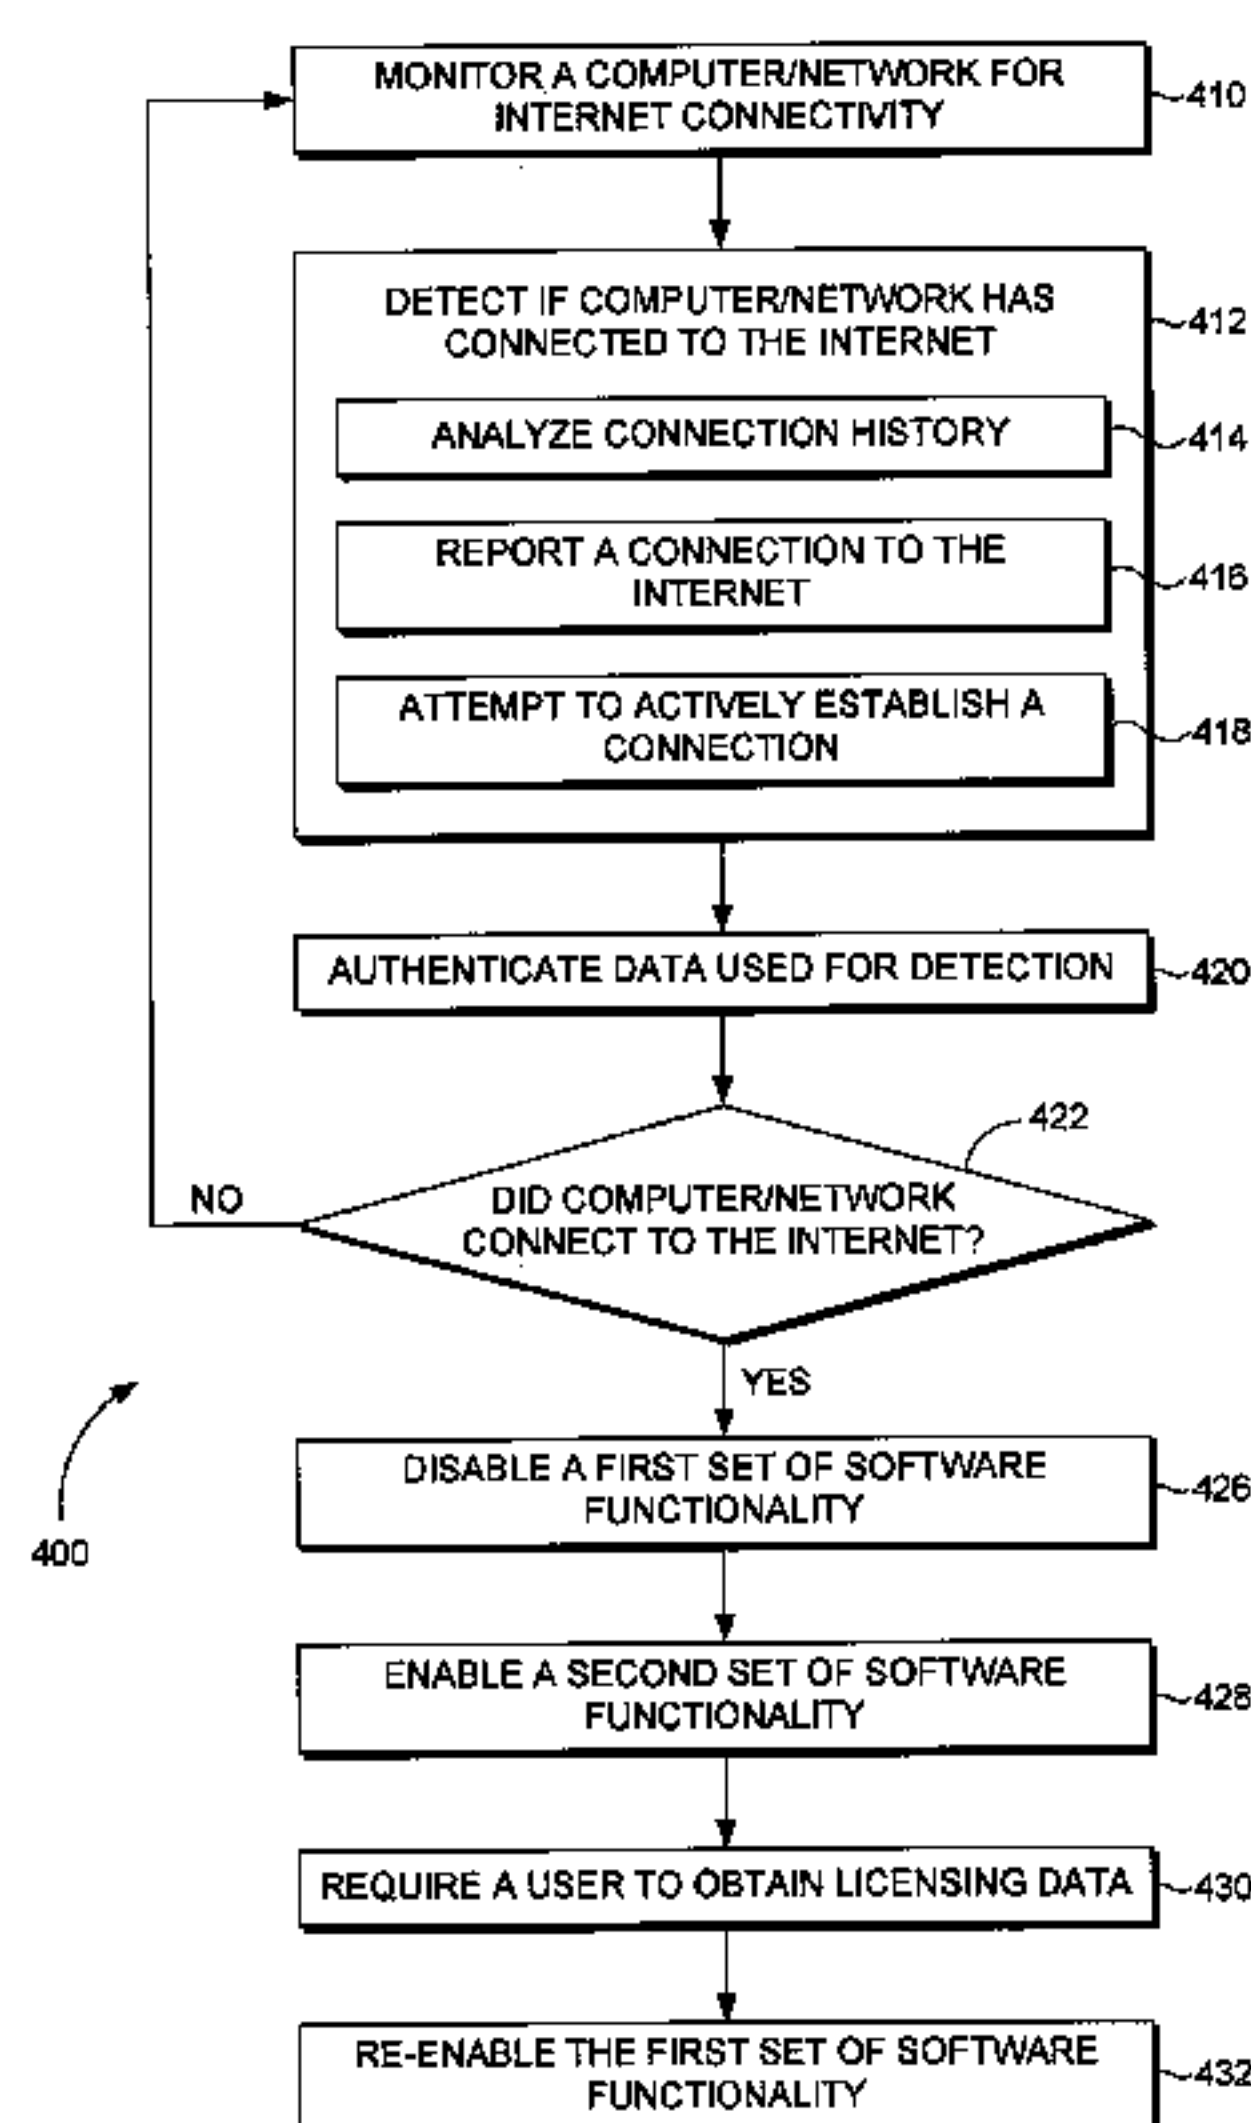 MONITOR A COMPUTER/NETWORK FOR
INTERNET CONNECTIVITY
410
DETECT IF COMPUTER/NETWORK HAS
CONNECTED TO THE INTERNET
412
ANALYZE CONNECTION HISTORY
414
REPORT A CONNECTION TO THE
INTERNET
416
ATTEMPT TO ACTIVELY ESTABLISH A
CONNECTION
418
AUTHENTICATE DATA USED FOR DETECTION
420
422
NO
DID COMPUTER/NETWORK
CONNECT TO THE INTERNET?
YES
DISABLE A FIRST SET OF SOFTWARE
FUNCTIONALITY
426
400
ENABLE A SECOND SET OF SOFTWARE
FUNCTIONALITY
428
REQUIRE A USER TO OBTAIN LICENSING DATA
430
RE-ENABLE THE FIRST SET OF SOFTWARE
FUNCTIONALITY
432